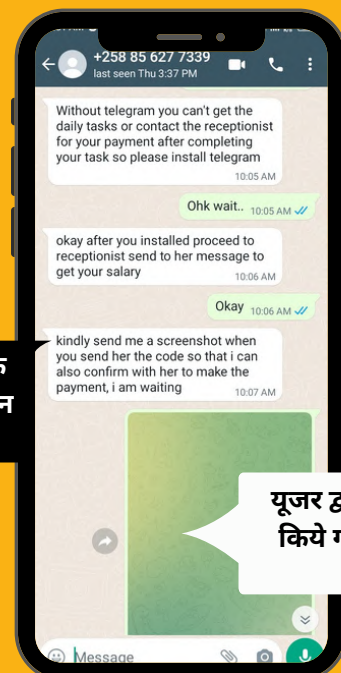 +258 85 627 7339
last seen Thu 3:37 PM
Without telegram you can't get the
daily tasks or contact the receptionist
for your payment after completing
your task so please install telegram
10:05 AM
Ohk wait.. 10:05 AM
okay after you installed proceed to
receptionist send to her message to
get your salary
10:06 AM
Okay 10:06 AM
kindly send me a screenshot when
you send her the code so that i can
also confirm with her to make the
payment, i am waiting
10:07 AM
यूजर
किये
Message